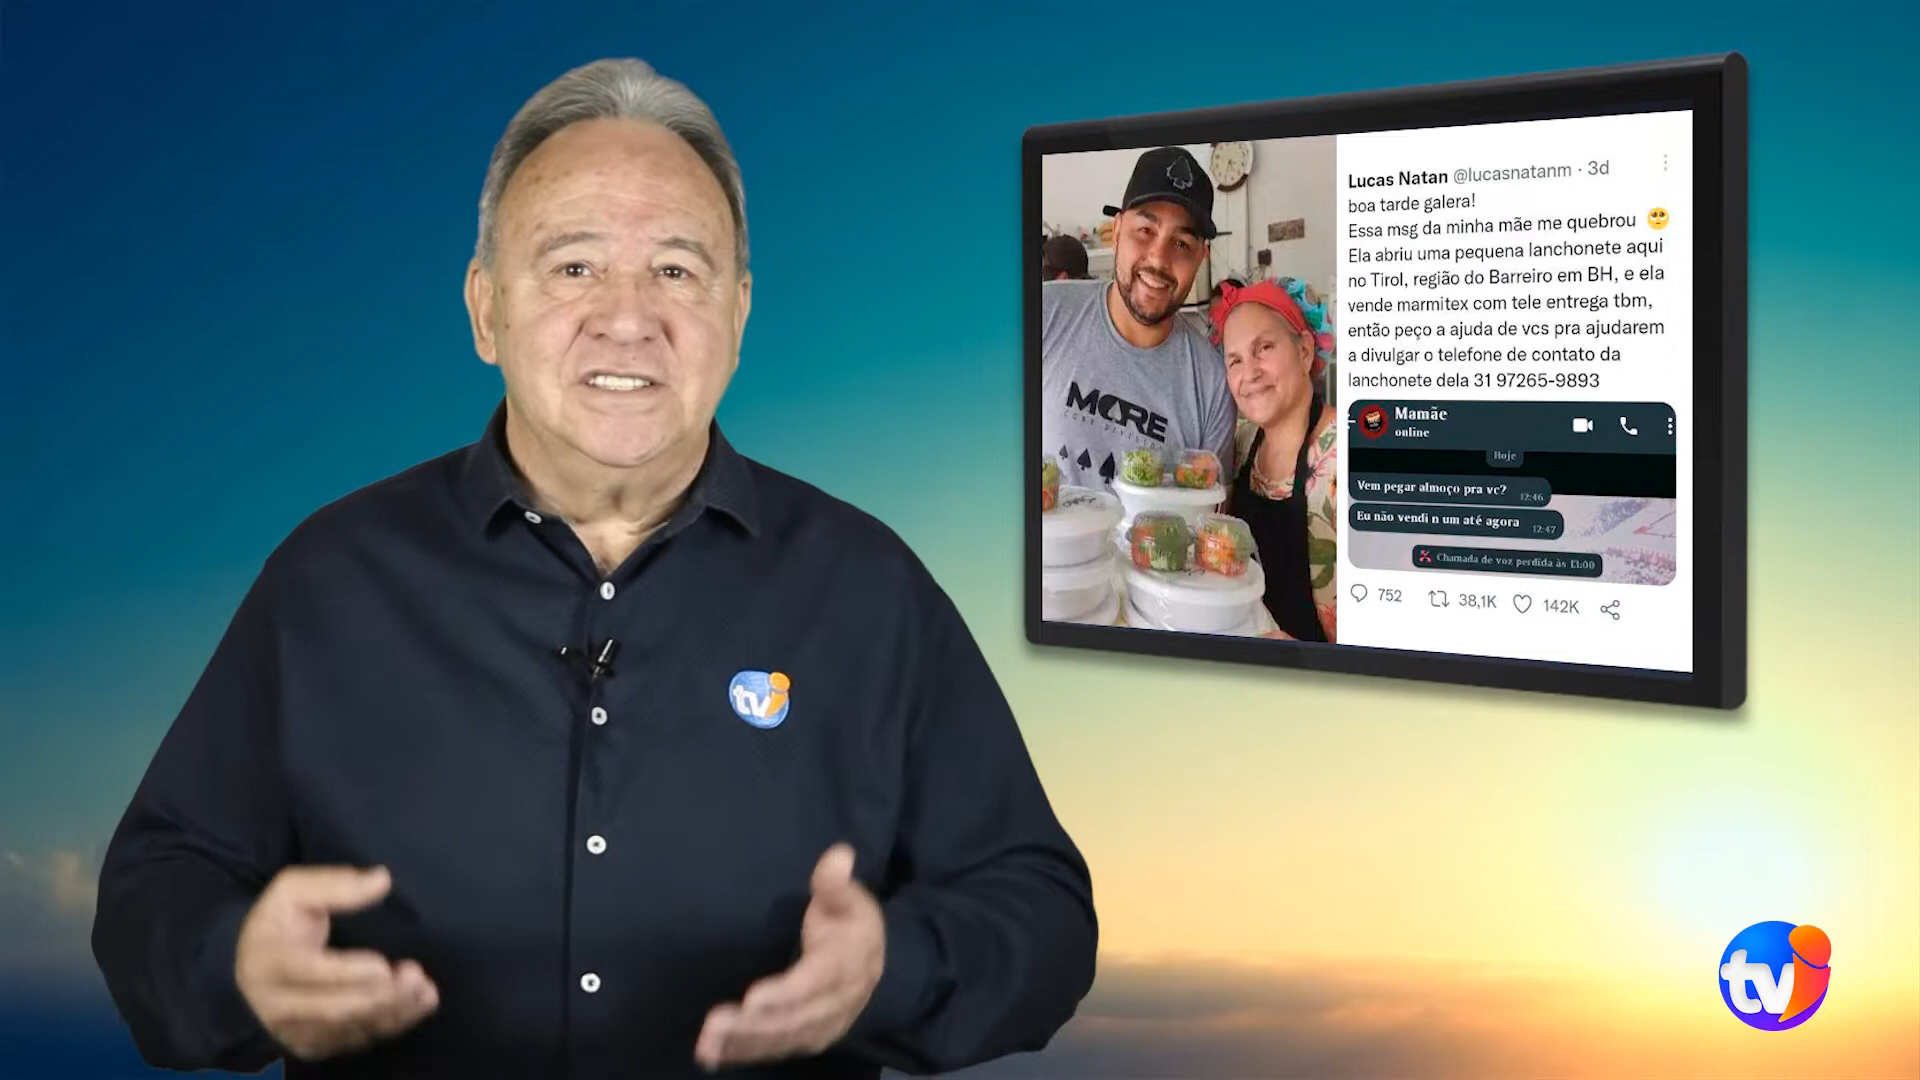 Lucas Natan @lucasnatanm · 3d
boa tarde galera!
Essa msg da minha mãe me quebrou 🥺
Ela abriu uma pequena lanchonete aqui
no Tirol, região do Barreiro em BH, e ela
vende marmitex com tele entrega tbm,
então peço a ajuda de vcs pra ajudarem
a divulgar o telefone de contato da
lanchonete dela 31 97265-9893
Mamãe
online
Hoje
Vem pegar almoço pra vc? 12:46
Eu não vendi n um até agora 12:47
Chamada de voz perdida às 13:00
752 38,1K 142K
MORE
tvi
tvi